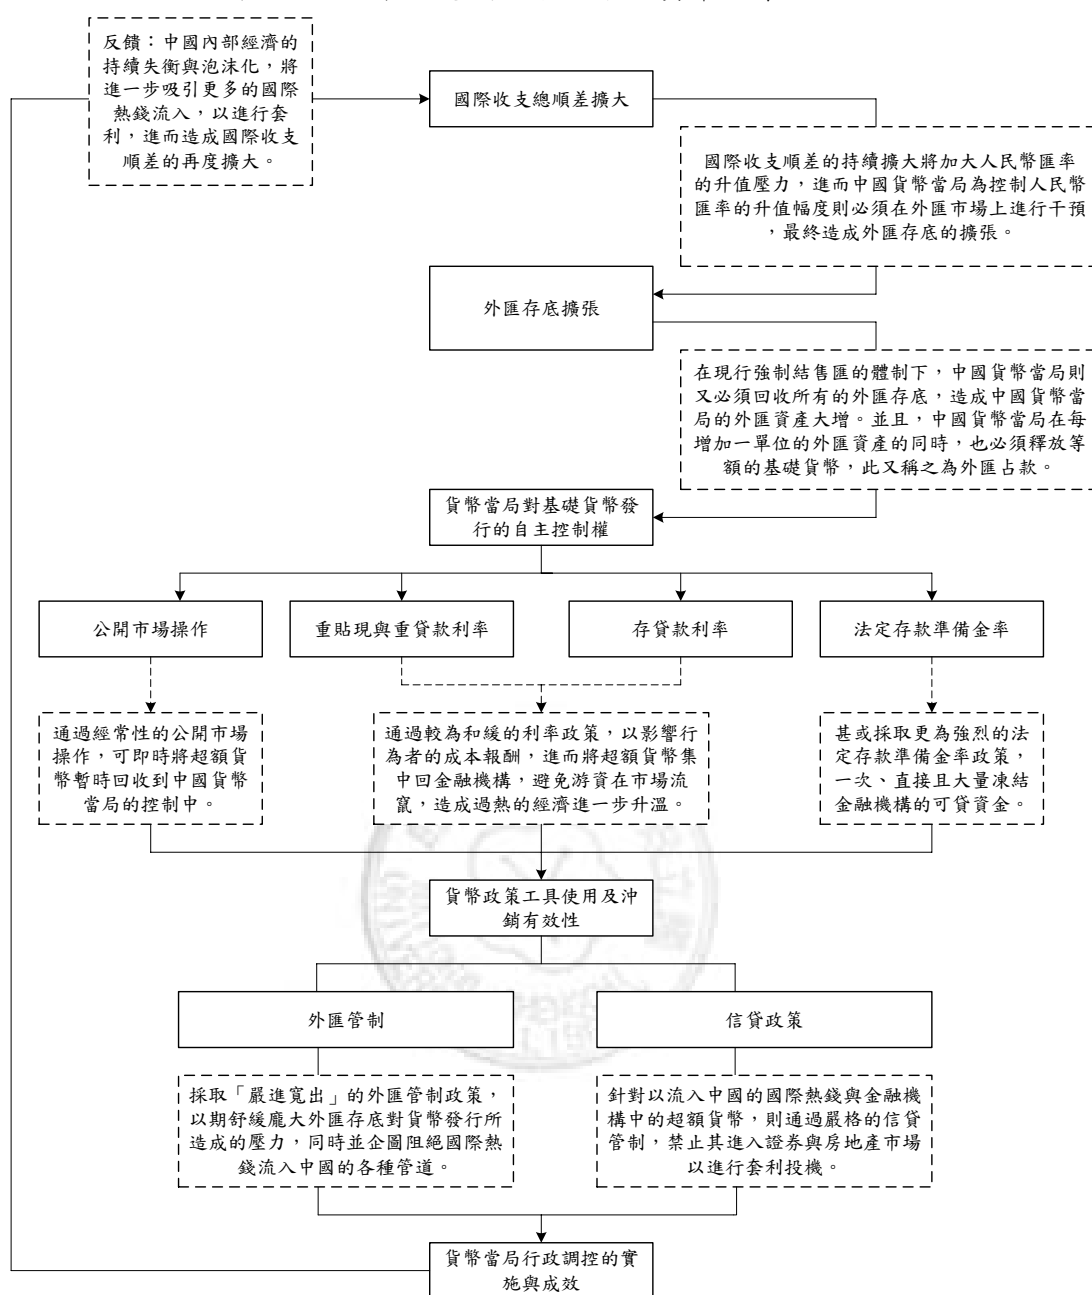 反饋：中國內部經濟的
持續失衡與泡沫化，將
進一步吸引更多的國際
熱錢流入，以進行套
利，進而造成國際收支
順差的再度擴大。
國際收支總順差擴大
國際收支順差的持續擴大將加大人民幣匯率
的升值壓力，進而中國貨幣當局為控制人民幣
匯率的升值幅度則必須在外匯市場上進行干預
，最終造成外匯存底的擴張。
外匯存底擴張
在現行強制結售匯的體制下，中國貨幣當局則
又必須回收所有的外匯存底，造成中國貨幣當
局的外匯資產大增。並且，中國貨幣當局在每
增加一單位的外匯資產的同時，也必須釋放等
額的基礎貨幣，此又稱之為外匯占款。
貨幣當局對基礎貨幣發
行的自主控制權
公開市場操作
重貼現與重貸款利率
存貸款利率
法定存款準備金率
通過經常性的公開市場
操作，可即時將超額貨
幣暫時回收到中國貨幣
當局的控制中。
通過較為和緩的利率政策，以影響行
為者的成本報酬，進而將超額貨幣集
中回金融機構，避免游資在市場流
竄，造成過熱的經濟進一步升溫。
甚或採取更為強烈的法
定存款準備金率政策，
一次、直接且大量凍結
金融機構的可貸資金。
貨幣政策工具使用及沖
銷有效性
外匯管制
信貸政策
採取「嚴進寬出」的外匯管制政策，
以期舒緩龐大外匯存底對貨幣發行所
造成的壓力，同時並企圖阻絕國際熱
錢流入中國的各種管道。
針對以流入中國的國際熱錢與金融機
構中的超額貨幣，則通過嚴格的信貸
管制，禁止其進入證券與房地產市場
以進行套利投機。
貨幣當局行政調控的實
施與成效